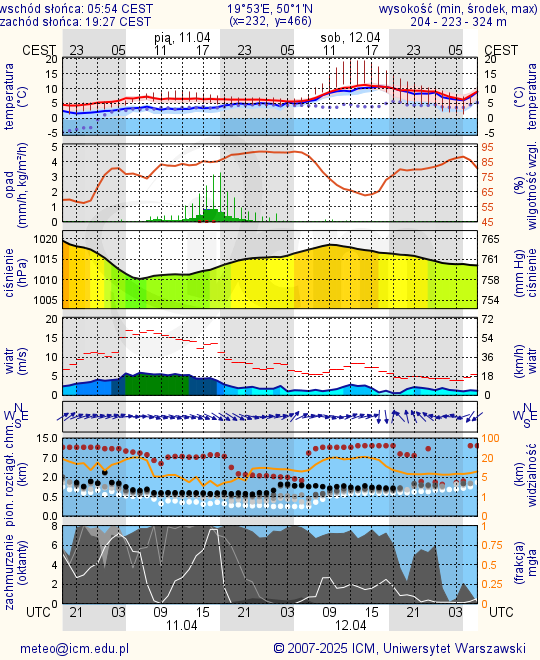 wschód słońca: 05:54 CEST 19°53'E, 50°1'N wysokość (min, środek, max)
zachód słońca: 19:27 CEST (x=232, y=466) 204 - 223 - 324 m
pią, 11.04 sob, 12.04
CEST 23 05 11 17 23 05 11 17 23 05 CEST
temperatura (°C)
20 15 10 5 0 -5
20 15 10 5 0 -5
(°C) temperatura
opad (mm/h, kg/m²/h)
5 4 3 2 1 0
95 85 75 65 55 45
(%) wilgotność wzgl.
ciśnienie (hPa)
1020 1015 1010 1005
765 761 758 754
(mm Hg) ciśnienie
wiatr (m/s)
20 15 10 5 0
72 54 36 18 0
(km/h) wiatr
N W E S
N W E S
pion. rozciągł. chm. (km)
15.0 7.0 2.0 1.0 0.5 0.0
100 20 10 5 1 0
(km) widzialność
zachmurzenie (oktanty)
8 6 4 2 0
1 0.75 0.5 0.25 0
(frakcja) mgła
UTC 21 03 09 15 21 03 09 15 21 03 UTC
11.04 12.04
meteo@icm.edu.pl © 2007-2025 ICM, Uniwersytet Warszawski